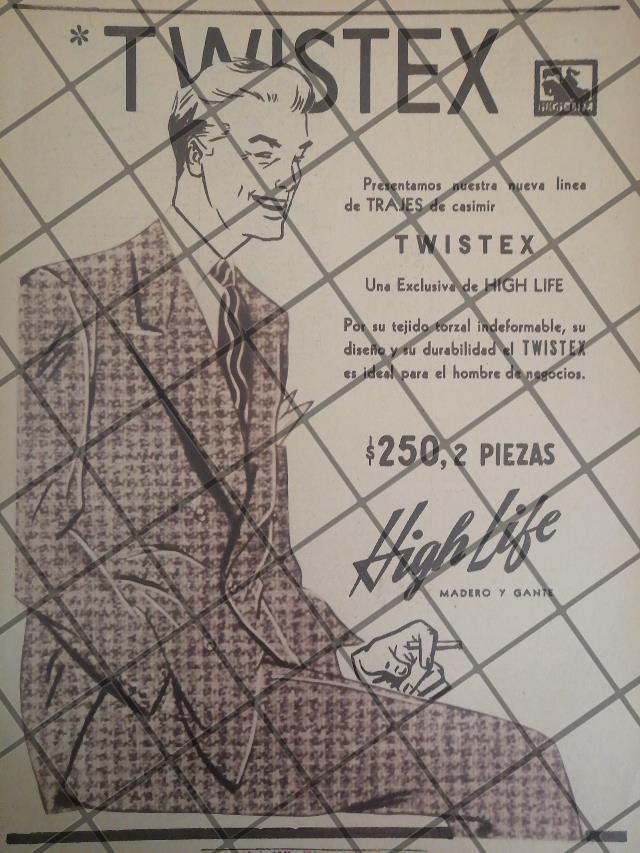 * TWISTEX
HIGH LIFE
Presentamos nuestra nueva linea
de TRAJES de casimir
TWISTEX
Una Exclusiva de HIGH LIFE
Por su tejido torzal indeformable, su
diseño y su durabilidad el TWISTEX
es ideal para el hombre de negocios.
$250, 2 PIEZAS
High Life
MADERO Y GANTE